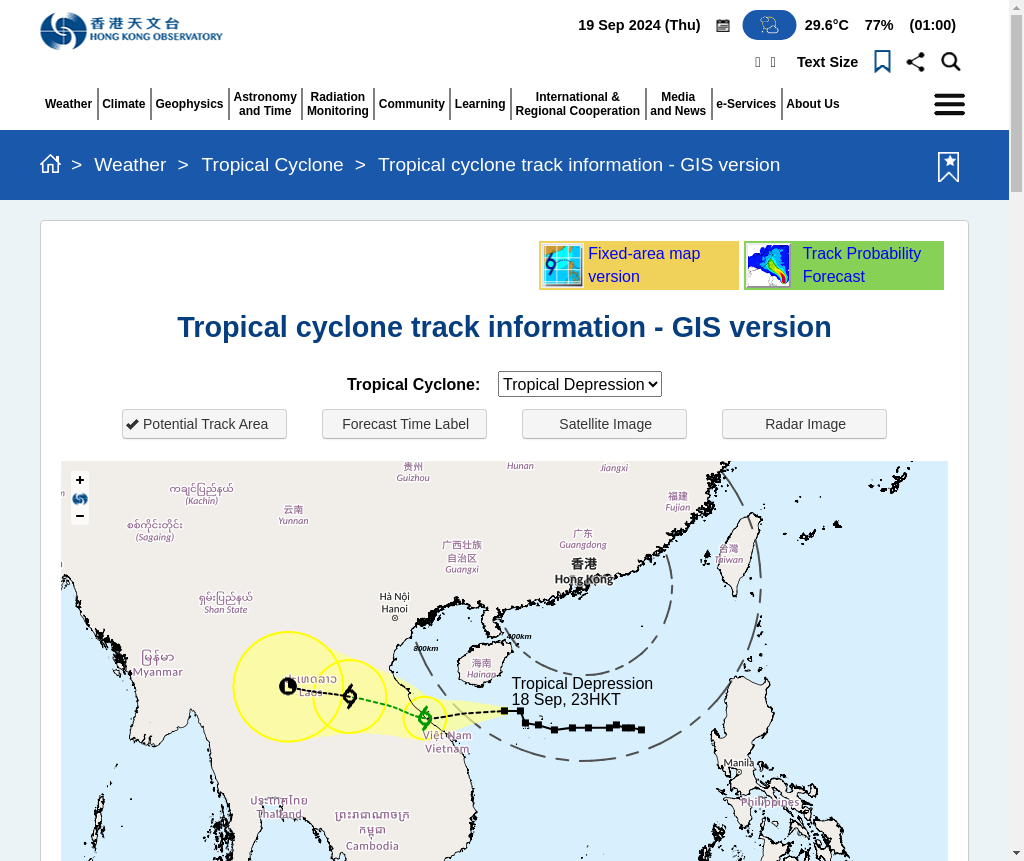 香港天文台
HONG KONG OBSERVATORY
19 Sep 2024 (Thu)
29.6°C
77%
(01:00)
Text Size
Weather
Climate
Geophysics
Astronomy
and Time
Radiation
Monitoring
Community
Learning
International &
Regional Cooperation
Media
and News
e-Services
About Us
> Weather > Tropical Cyclone > Tropical cyclone track information - GIS version
Fixed-area map
version
Track Probability
Forecast
Tropical cyclone track information - GIS version
Tropical Cyclone:
Tropical Depression
Potential Track Area
Forecast Time Label
Satellite Image
Radar Image
+
−
贵州
Guizhou
Hunan
Jiangxi
ကချင်ပြည်နယ်
(Kachin)
云南
Yunnan
福建
Fujian
စစ်ကိုင်းတိုင်း
(Sagaing)
广西壮族
自治区
Guangxi
广东
Guangdong
台灣
Taiwan
香港
Hong Kong
ရှမ်းပြည်နယ်
Shan State
Hà Nội
Hanoi
400km
800km
မြန်မာ
Myanmar
海南
Hainan
Laos
Tropical Depression
18 Sep, 23HKT
Việt Nam
Vietnam
Manila
Philippines
ประเทศไทย
Thailand
ព្រះរាជាណាចក្រ
កម្ពុជា
Cambodia